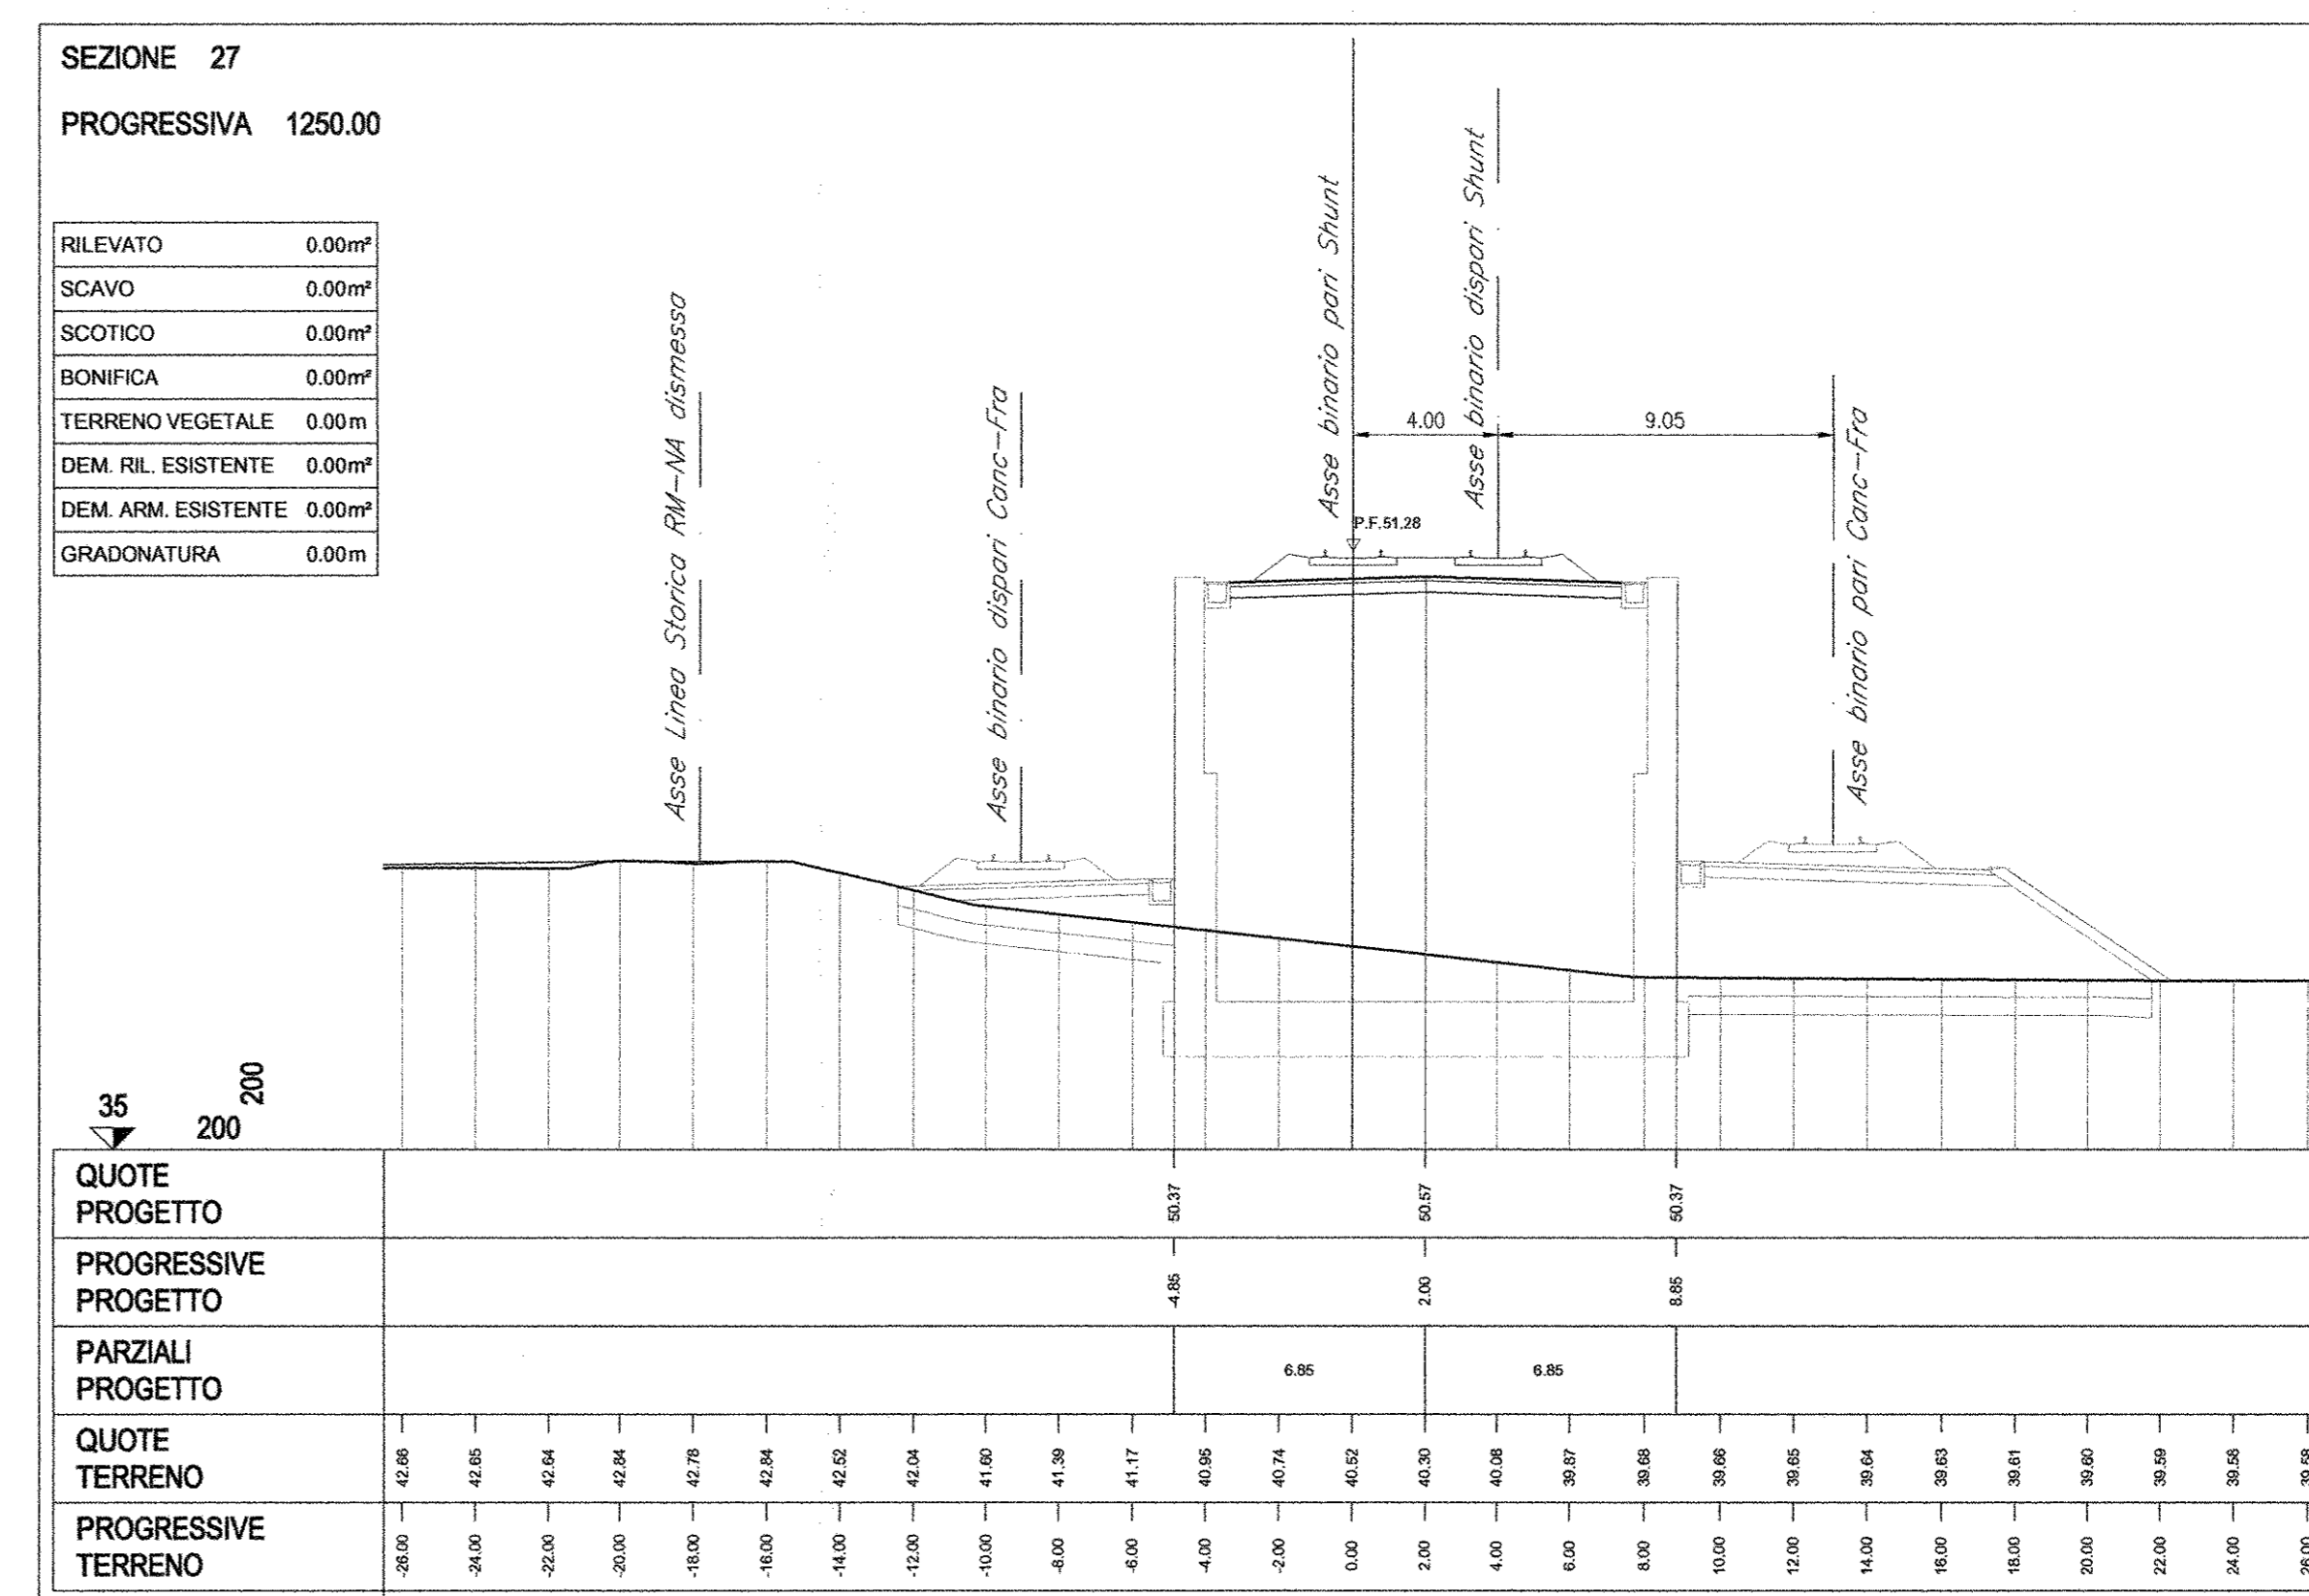 SEZIONE 27
PROGRESSIVA 1250.00
RILEVATO 0.00m²
SCAVO 0.00m²
SCOTICO 0.00m²
BONIFICA 0.00m²
TERRENO VEGETALE 0.00m
DEM. RIL. ESISTENTE 0.00m²
DEM. ARM. ESISTENTE 0.00m²
GRADONATURA 0.00m
Asse Linea Storica RM-NA dismessa
Asse binario dispari Canc-Fra
Asse binario pari Shunt
Asse binario dispari Shunt
Asse binario pari Canc-Fra
4.00 9.05
P.F.51.28
35
200
200
QUOTE PROGETTO
50.37 50.57 50.37
PROGRESSIVE PROGETTO
-4.85 2.00 8.85
PARZIALI PROGETTO
6.85 6.85
QUOTE TERRENO
42.66 42.65 42.64 42.84 42.78 42.84 42.52 42.04 41.60 41.39 41.17 40.95 40.74 40.52 40.30 40.08 39.87 39.68 39.66 39.65 39.64 39.63 39.61 39.60 39.59 39.58 39.58
PROGRESSIVE TERRENO
-26.00 -24.00 -22.00 -20.00 -18.00 -16.00 -14.00 -12.00 -10.00 -8.00 -6.00 -4.00 -2.00 0.00 2.00 4.00 6.00 8.00 10.00 12.00 14.00 16.00 18.00 20.00 22.00 24.00 26.00